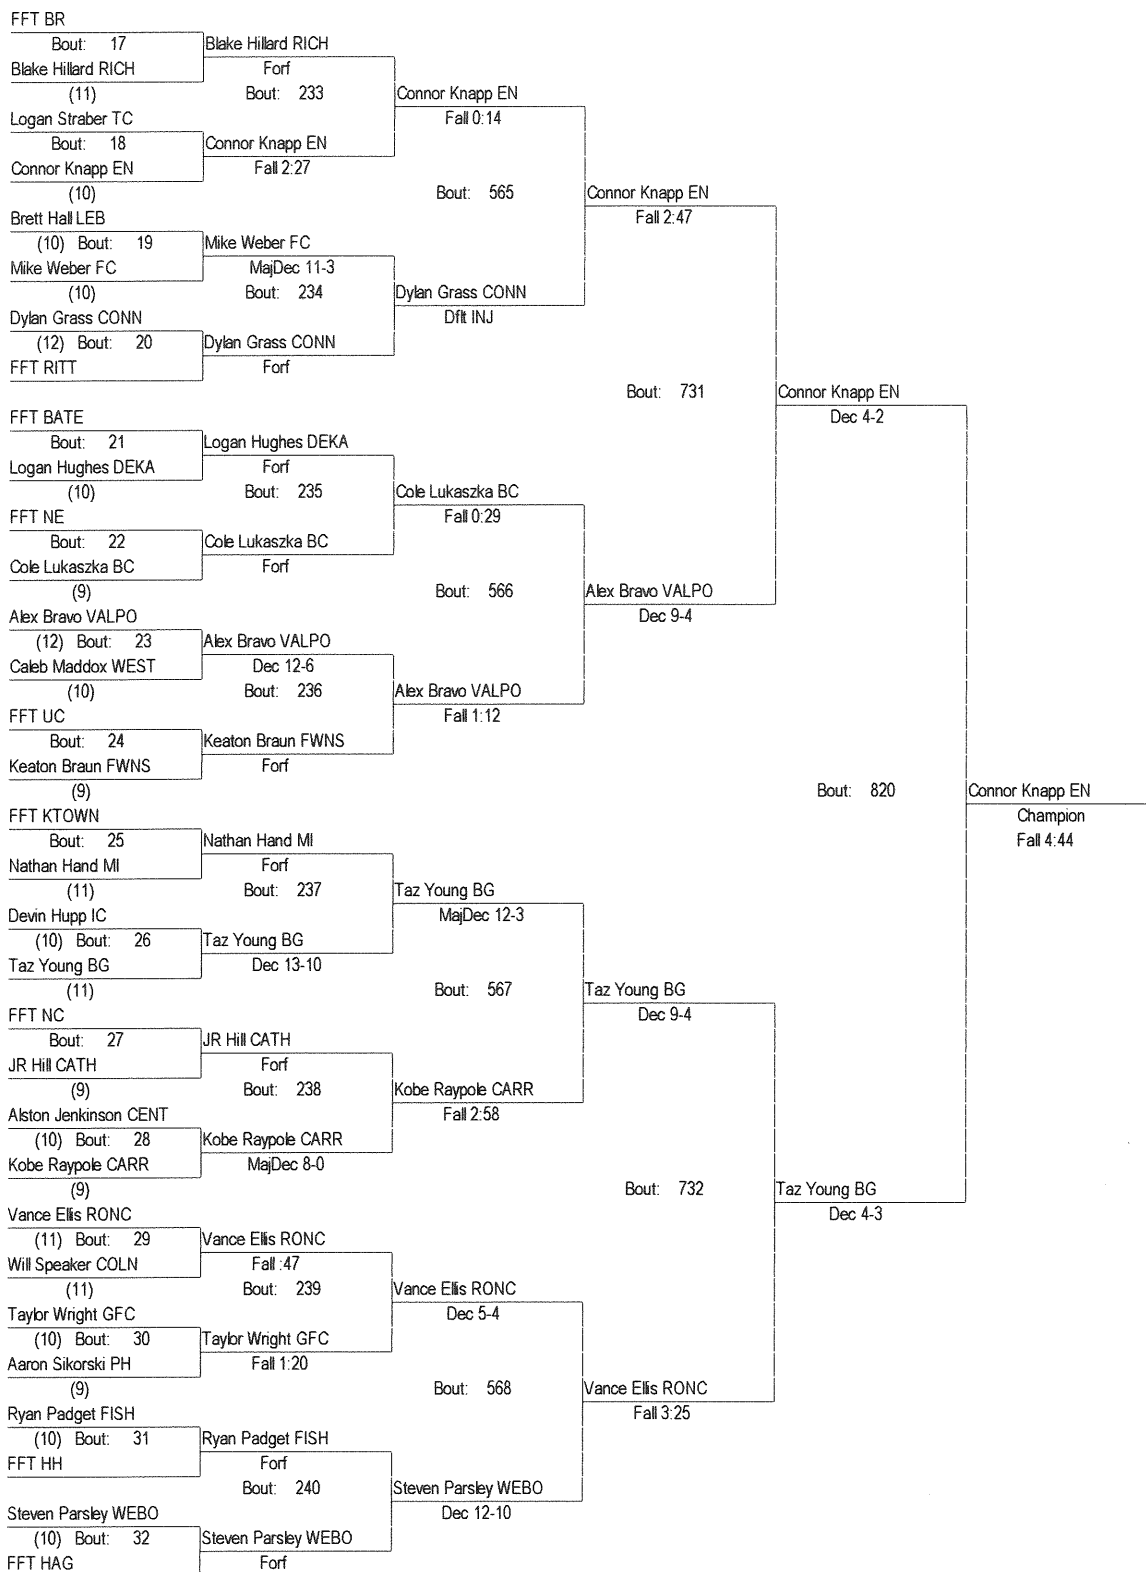 FFT BR
Bout: 17
Blake Hillard RICH
Blake Hillard RICH
(11)
Forf
Bout: 233
Connor Knapp EN
Fall 0:14
Logan Straber TC
Bout: 18
Connor Knapp EN
Connor Knapp EN
Fall 2:27
(10)
Bout: 565
Connor Knapp EN
Fall 2:47
Brett Hall LEB
(10) Bout: 19
Mike Weber FC
Mike Weber FC
MajDec 11-3
(10)
Bout: 234
Dylan Grass CONN
Dflt INJ
Dylan Grass CONN
(12) Bout: 20
Dylan Grass CONN
FFT RITT
Forf
Bout: 731
Connor Knapp EN
Dec 4-2
FFT BATE
Bout: 21
Logan Hughes DEKA
Logan Hughes DEKA
Forf
(10)
Bout: 235
Cole Lukaszka BC
Fall 0:29
FFT NE
Bout: 22
Cole Lukaszka BC
Cole Lukaszka BC
Forf
(9)
Bout: 566
Alex Bravo VALPO
Dec 9-4
Alex Bravo VALPO
(12) Bout: 23
Alex Bravo VALPO
Caleb Maddox WEST
Dec 12-6
(10)
Bout: 236
Alex Bravo VALPO
Fall 1:12
FFT UC
Bout: 24
Keaton Braun FWNS
Keaton Braun FWNS
Forf
(9)
Bout: 820
Connor Knapp EN
Champion
Fall 4:44
FFT KTOWN
Bout: 25
Nathan Hand MI
Nathan Hand MI
Forf
(11)
Bout: 237
Taz Young BG
MajDec 12-3
Devin Hupp IC
(10) Bout: 26
Taz Young BG
Taz Young BG
Dec 13-10
(11)
Bout: 567
Taz Young BG
Dec 9-4
FFT NC
Bout: 27
JR Hill CATH
JR Hill CATH
Forf
(9)
Bout: 238
Kobe Raypole CARR
Fall 2:58
Alston Jenkinson CENT
(10) Bout: 28
Kobe Raypole CARR
Kobe Raypole CARR
MajDec 8-0
(9)
Bout: 732
Taz Young BG
Dec 4-3
Vance Ellis RONC
(11) Bout: 29
Vance Ellis RONC
Will Speaker COLN
Fall :47
(11)
Bout: 239
Vance Ellis RONC
Dec 5-4
Taylor Wright GFC
(10) Bout: 30
Taylor Wright GFC
Aaron Sikorski PH
Fall 1:20
(9)
Bout: 568
Vance Ellis RONC
Fall 3:25
Ryan Padget FISH
(10) Bout: 31
Ryan Padget FISH
FFT HH
Forf
Bout: 240
Steven Parsley WEBO
Dec 12-10
Steven Parsley WEBO
(10) Bout: 32
Steven Parsley WEBO
FFT HAG
Forf